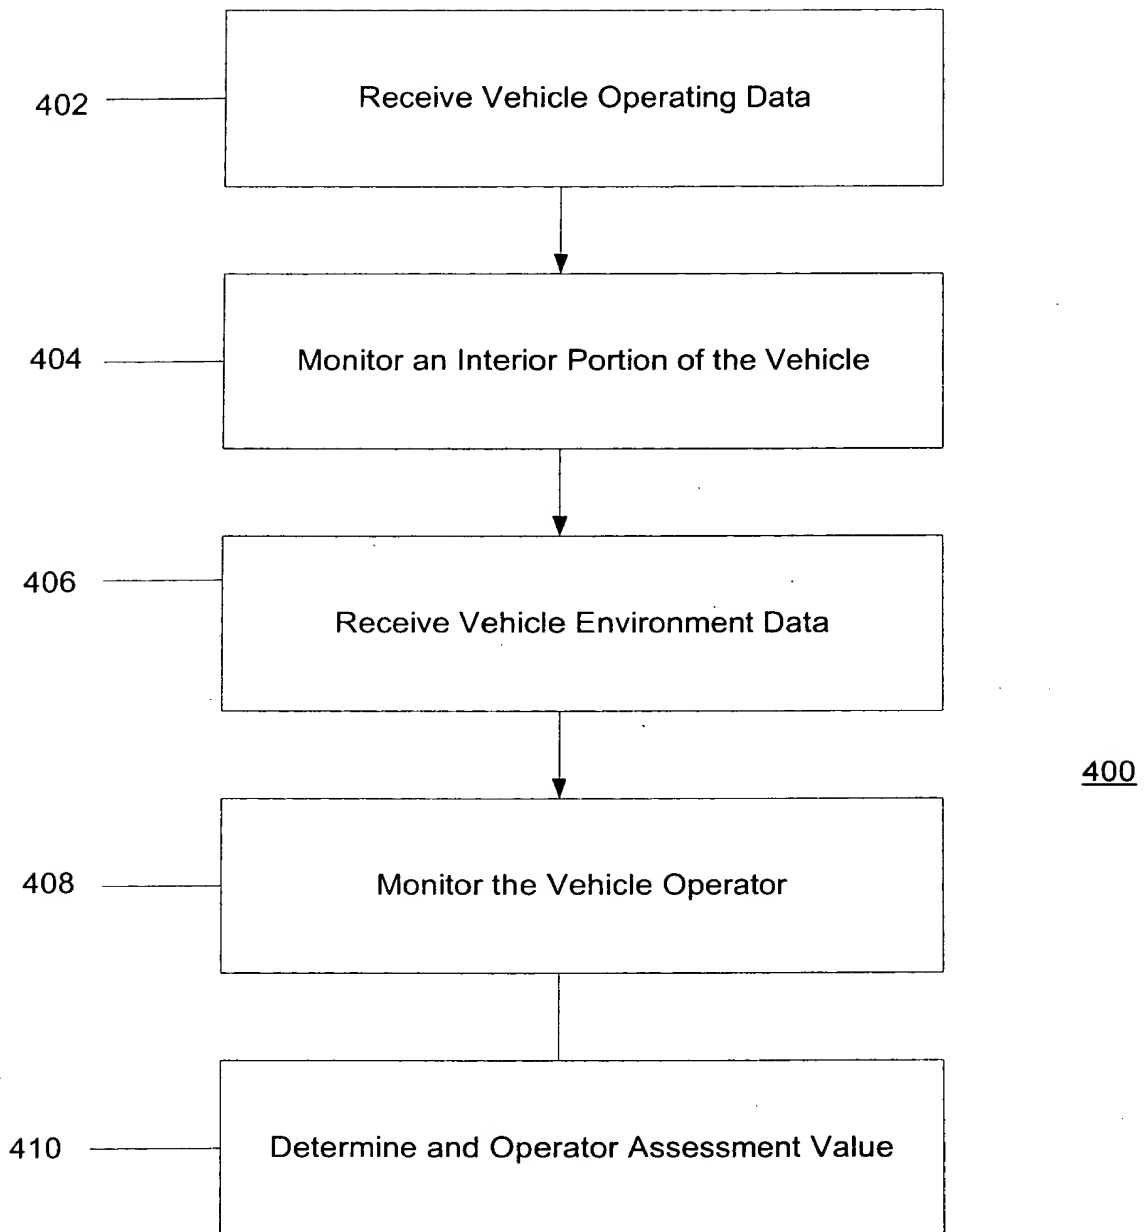 402
Receive Vehicle Operating Data
404
Monitor an Interior Portion of the Vehicle
406
Receive Vehicle Environment Data
400
408
Monitor the Vehicle Operator
410
Determine and Operator Assessment Value